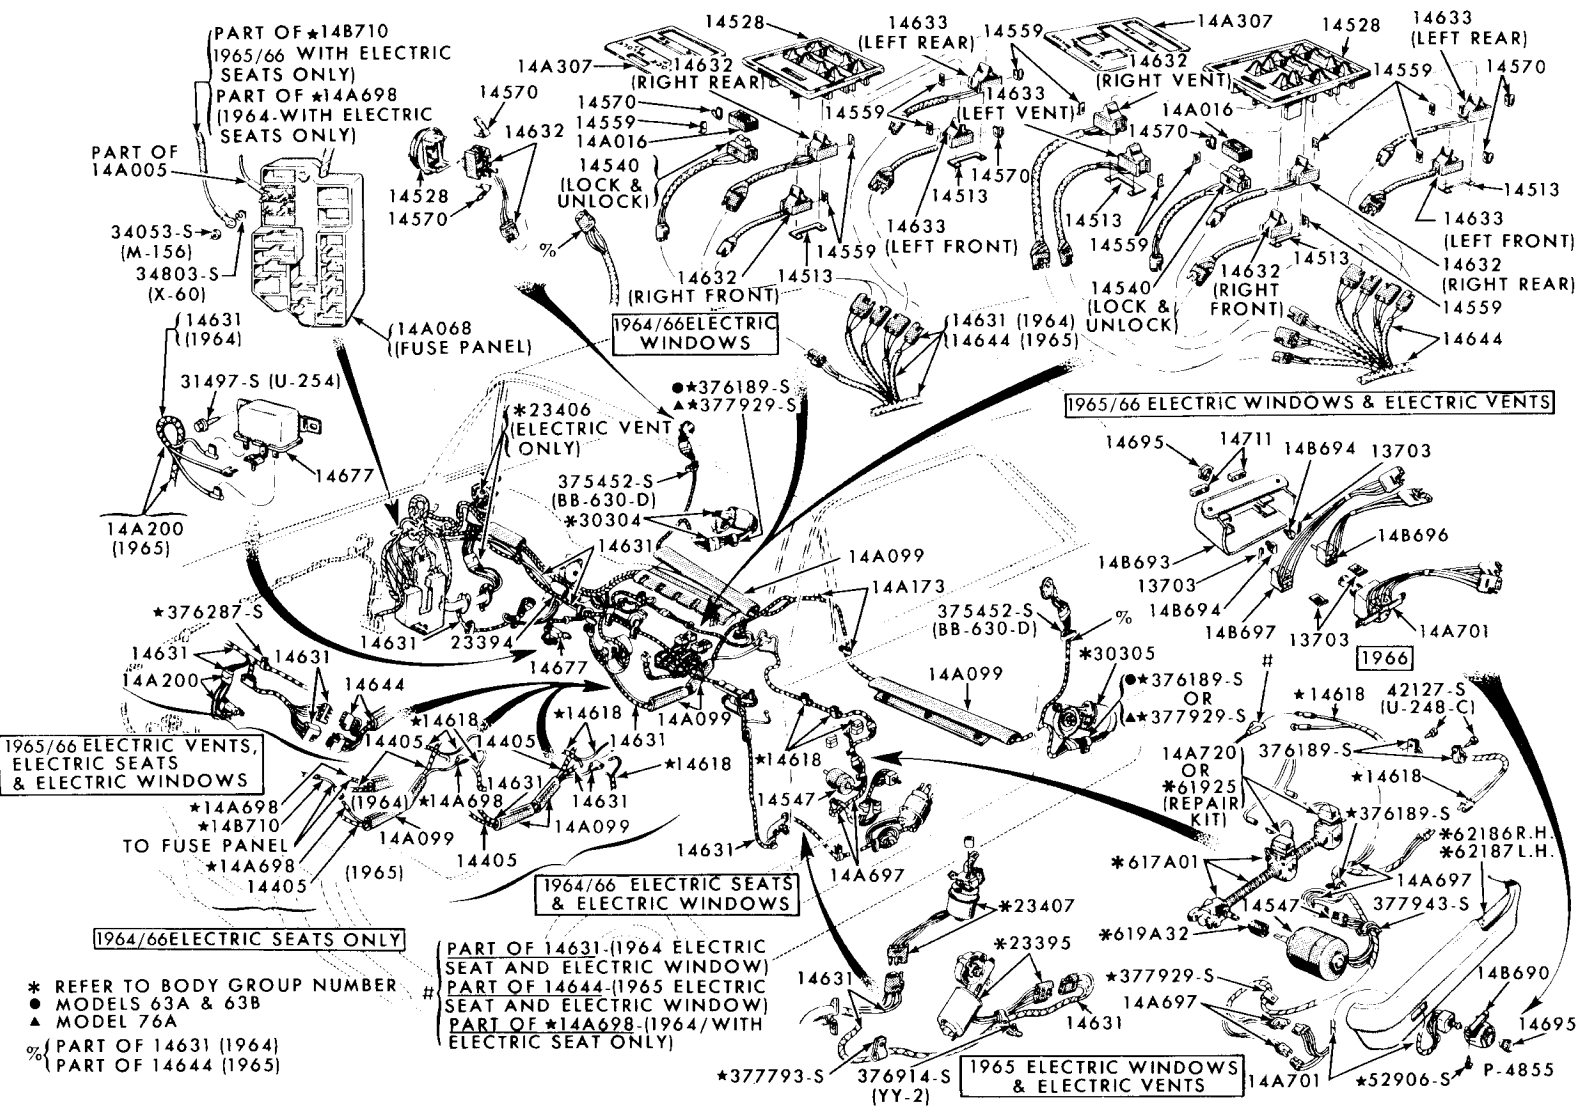 PART OF ★14B710
1965/66 WITH ELECTRIC
SEATS ONLY)
PART OF ★14A698
(1964-WITH ELECTRIC
SEATS ONLY)
PART OF
14A005
34053-S
(M-156)
34803-S
(X-60)
14631
(1964)
14A068
(FUSE PANEL)
31497-S (U-254)
14677
14A200
(1965)
14570
14632
14528
14570
%
14A307
14528
14632
(RIGHT REAR)
14570
14559
14A016
14540
(LOCK &
UNLOCK)
14633
(LEFT REAR)
14559
14559
14570
14513
14633
(LEFT FRONT)
14559
14513
14632
(RIGHT FRONT)
1964/66 ELECTRIC
WINDOWS
14631 (1964)
14644 (1965)
14A307
14528
14633
(LEFT REAR)
14632
(RIGHT VENT)
14633
(LEFT VENT)
14A016
14570
14559
14570
14513
14559
14540
(LOCK &
UNLOCK)
14632
(RIGHT
FRONT)
14513
14513
14633
(LEFT FRONT)
14632
(RIGHT REAR)
14559
14644
1965/66 ELECTRIC WINDOWS & ELECTRIC VENTS
*23406
(ELECTRIC VENT
ONLY)
●★376189-S
▲★377929-S
375452-S
(BB-630-D)
*30304
14631
14A099
14A173
14631
23394
14677
14A099
14631
★376287-S
14631
14631
14A200
14644
1965/66 ELECTRIC VENTS,
ELECTRIC SEATS
& ELECTRIC WINDOWS
★14618
14405
14405
★14618
★14618
★14A698
★14B710
TO FUSE PANEL
★14A698
14405
(1964)
14A099
(1965)
★14A698
14631
14631
14A099
14405
1964/66 ELECTRIC SEATS ONLY
1964/66 ELECTRIC SEATS
& ELECTRIC WINDOWS
375452-S
(BB-630-D)
%
*30305
●★376189-S
OR
▲★377929-S
14A099
★14618
14547
14631
14A697
14695
14711
14B694
13703
14B693
14B696
13703
14B694
14B697
13703
14A701
1966
#
★14618
42127-S
(U-248-C)
14A720
OR
*61925
(REPAIR
KIT)
376189-S
★14618
★376189-S
*62186 R.H.
*62187 L.H.
*617A01
14A697
377943-S
14547
*619A32
★377929-S
14A697
14A701
14B690
14695
★52906-S
P-4855
*23407
*23395
14631
14631
★377793-S
376914-S
(YY-2)
1965 ELECTRIC WINDOWS
& ELECTRIC VENTS
* REFER TO BODY GROUP NUMBER
● MODELS 63A & 63B
▲ MODEL 76A
% PART OF 14631 (1964)
PART OF 14644 (1965)
# PART OF 14631-(1964 ELECTRIC
SEAT AND ELECTRIC WINDOW)
PART OF 14644-(1965 ELECTRIC
SEAT AND ELECTRIC WINDOW)
PART OF ★14A698-(1964/WITH
ELECTRIC SEAT ONLY)